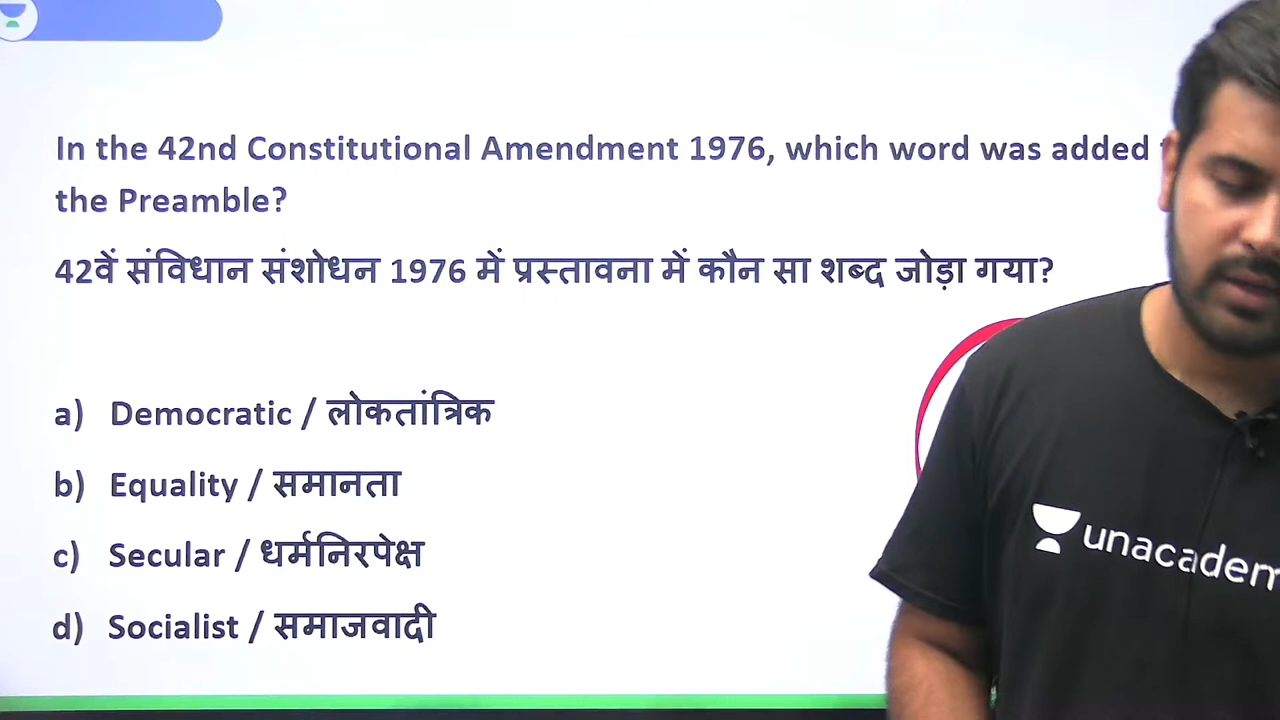 In the 42nd Constitutional Amendment 1976, which word was added
the Preamble?
42वें संविधान संशोधन 1976 में प्रस्तावना में कौन सा शब्द जोड़ा गया?
a) Democratic / लोकतांत्रिक
b) Equality / समानता
c) Secular / धर्मनिरपेक्ष
d) Socialist / समाजवादी
unacadem